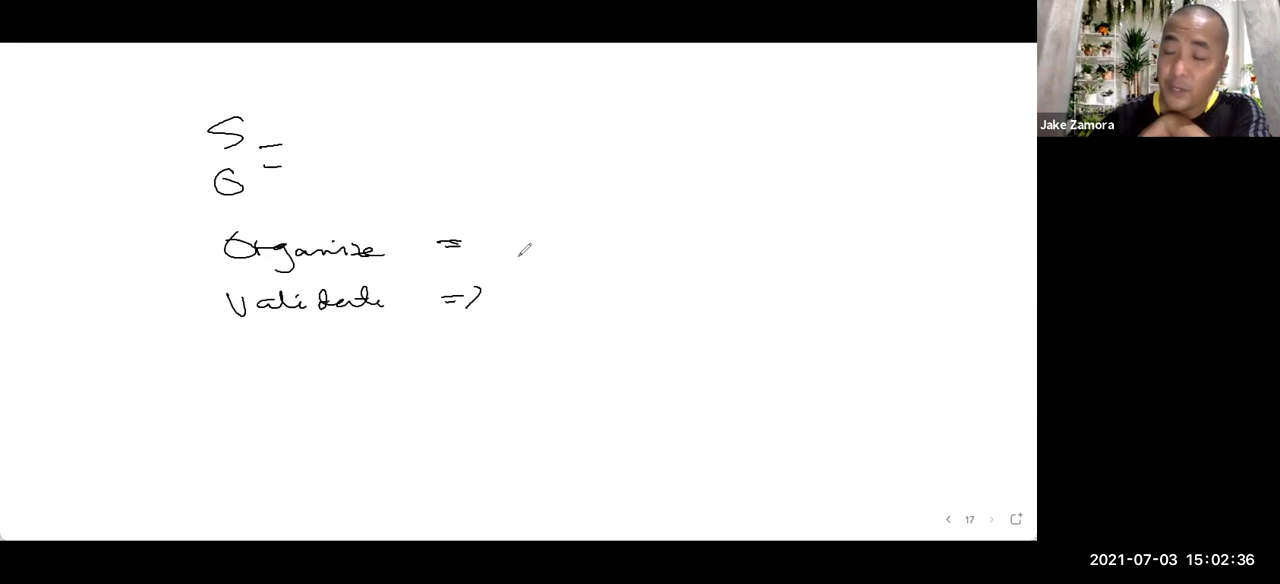 S =
G
Organize =
Validate =>
Jake Zamora
17
2021-07-03 15:02:36